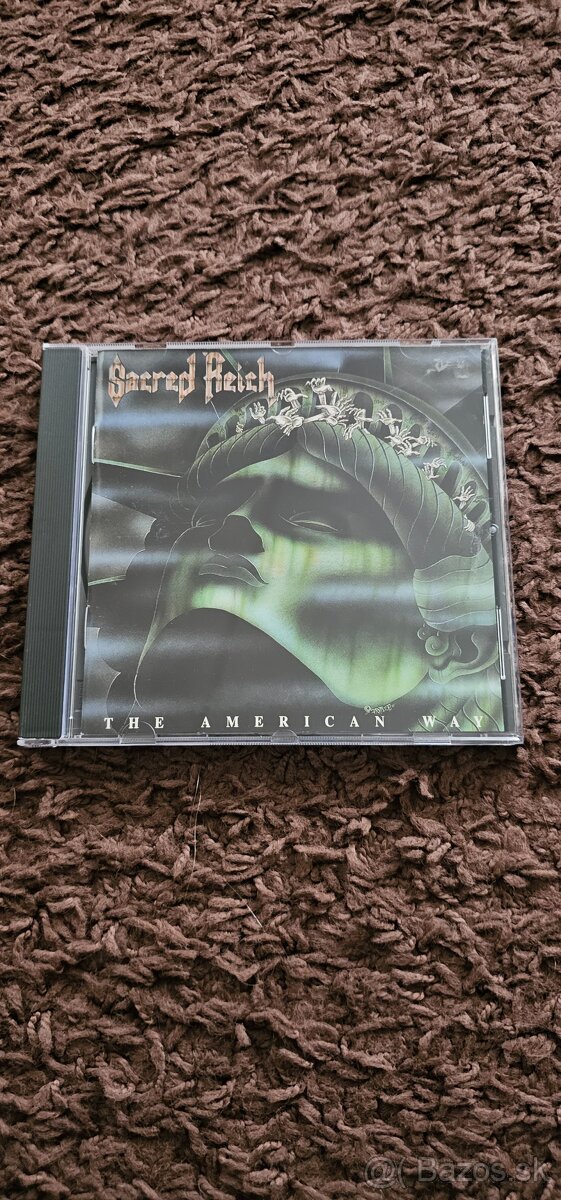 Sacred Reich
THE AMERICAN WAY
@( Bazos.sk